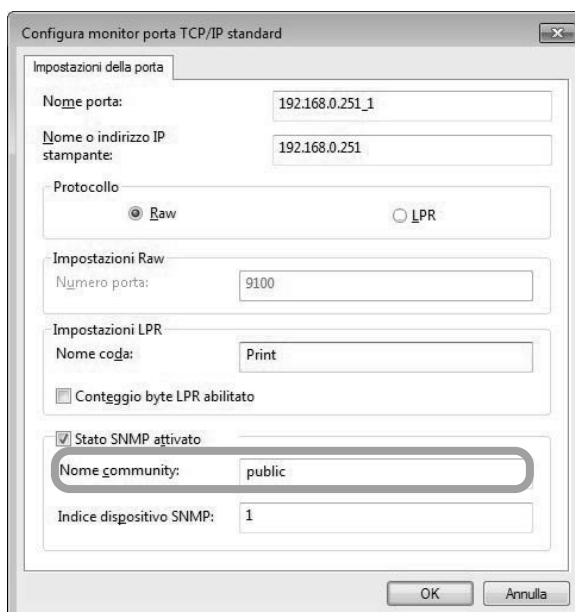 Configura monitor porta TCP/IP standard
Impostazioni della porta
Nome porta: 192.168.0.251_1
Nome o indirizzo IP
stampante: 192.168.0.251
Protocollo
Raw LPR
Impostazioni Raw
Numero porta: 9100
Impostazioni LPR
Nome coda: Print
Conteggio byte LPR abilitato
Stato SNMP attivato
Nome community: public
Indice dispositivo SNMP: 1
OK Annulla